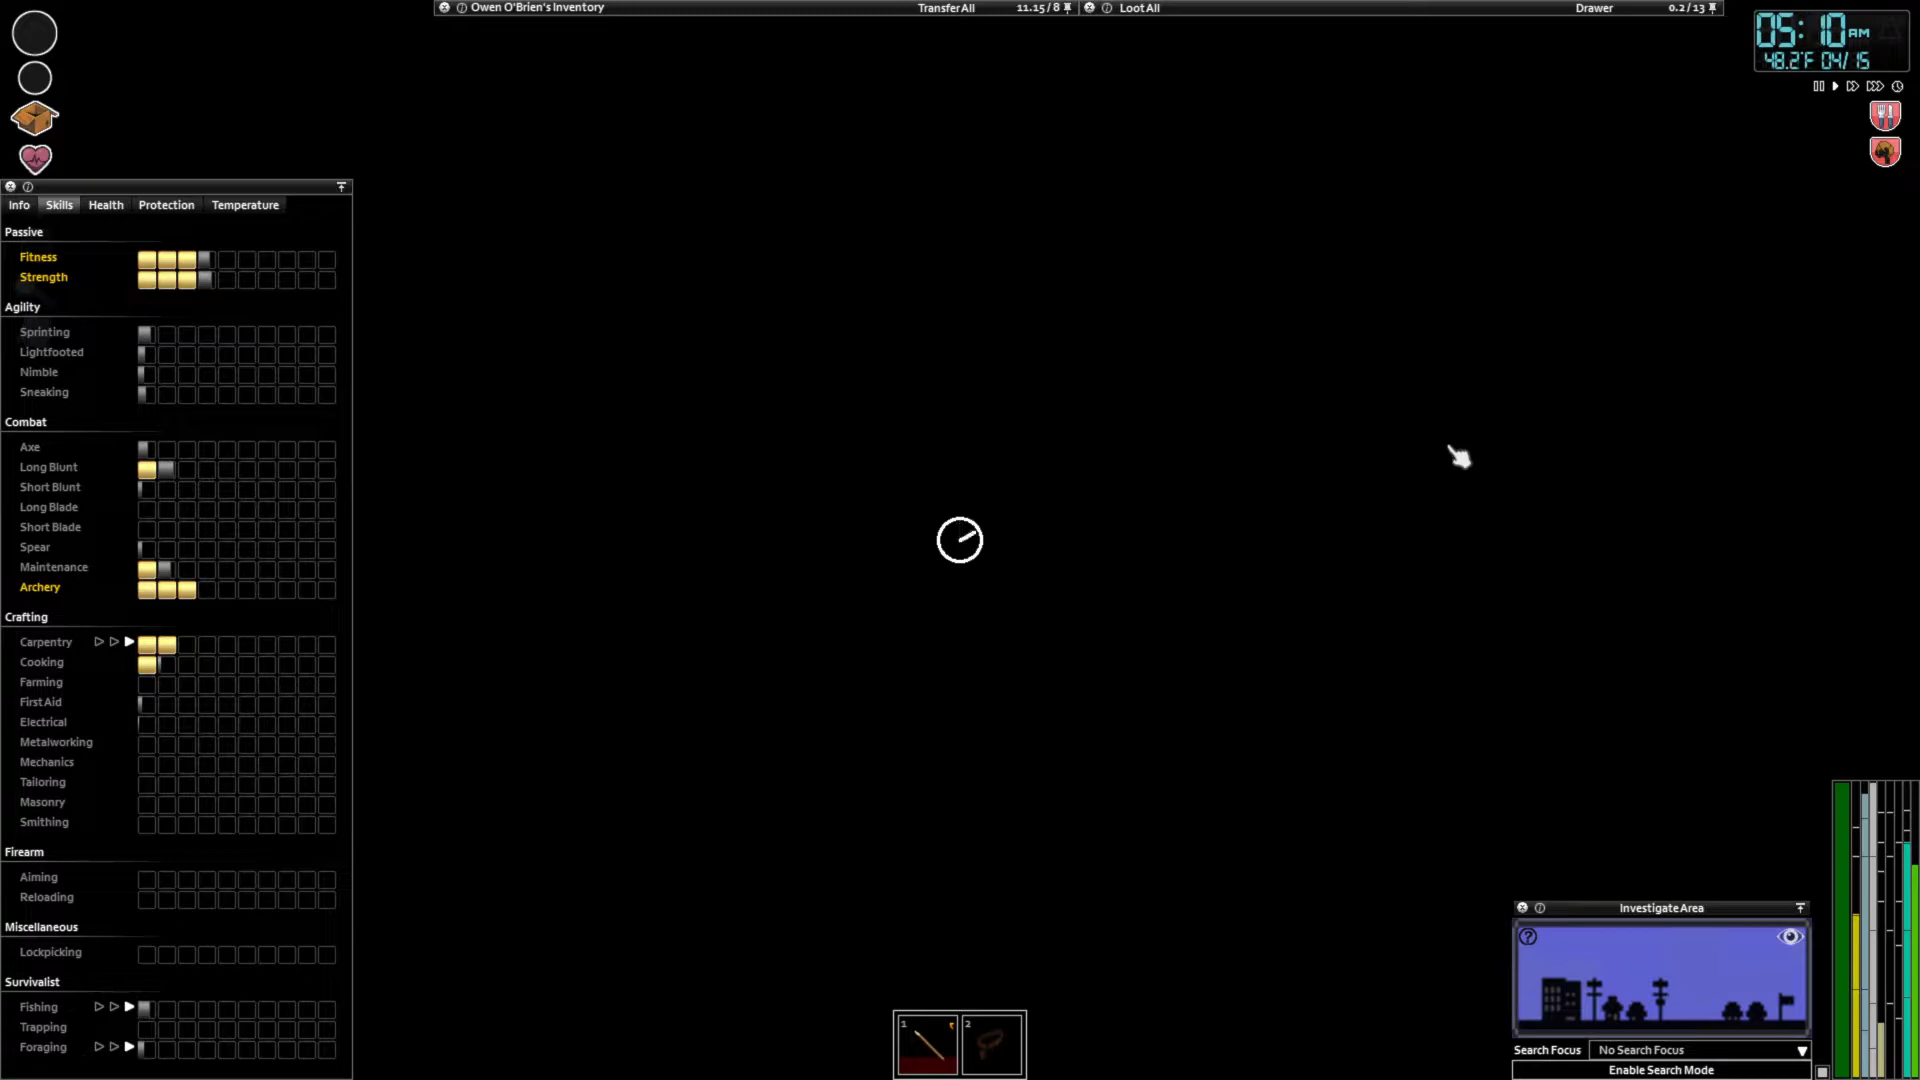 Owen O'Brien's Inventory Transfer All 11.15 / 8 Loot All Drawer 0.2 / 13
05:10 AM
48.2°F 04/15
Info Skills Health Protection Temperature
Passive
Fitness
Strength
Agility
Sprinting
Lightfooted
Nimble
Sneaking
Combat
Axe
Long Blunt
Short Blunt
Long Blade
Short Blade
Spear
Maintenance
Archery
Crafting
Carpentry
Cooking
Farming
First Aid
Electrical
Metalworking
Mechanics
Tailoring
Masonry
Smithing
Firearm
Aiming
Reloading
Miscellaneous
Lockpicking
Survivalist
Fishing
Trapping
Foraging
1 2
Investigate Area
?
Search Focus No Search Focus
Enable Search Mode